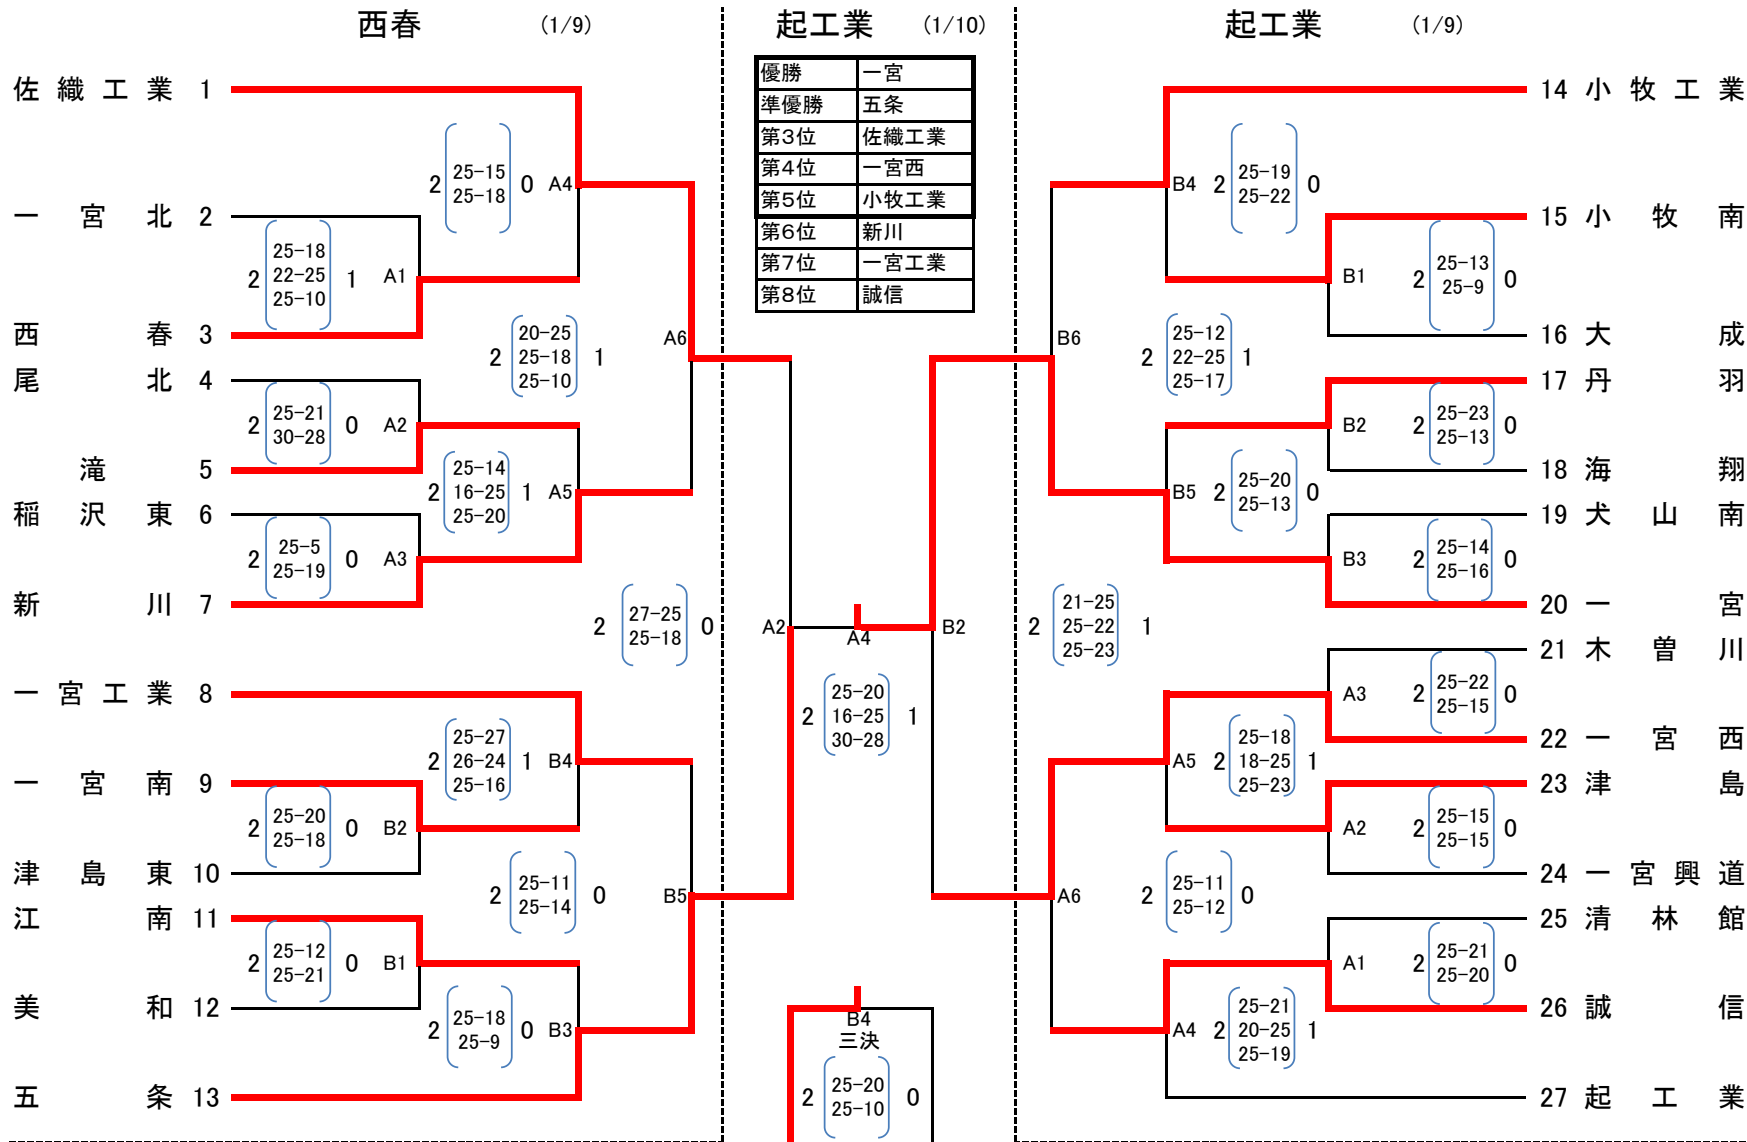 西春 (1/9) 起工業 (1/10) 起工業 (1/9)
優勝 一宮
準優勝 五条
第3位 佐織工業
第4位 一宮西
第5位 小牧工業
第6位 新川
第7位 一宮工業
第8位 誠信
佐織工業 1
2 25-15 25-18 0 A4
一宮北 2
2 25-18 22-25 25-10 1 A1
西春 3
2 20-25 25-18 25-10 1 A6
尾北 4
2 25-21 30-28 0 A2
滝 5
2 25-14 16-25 25-20 1 A5
稲沢東 6
2 25-5 25-19 0 A3
新川 7
2 27-25 25-18 0 A2
一宮工業 8
2 25-27 26-24 25-16 1 B4
一宮南 9
2 25-20 25-18 0 B2
津島東 10
2 25-11 25-14 0 B5
江南 11
2 25-12 25-21 0 B1
美和 12
2 25-18 25-9 0 B3
五条 13
A4
2 25-20 16-25 30-28 1
B4
三決
2 25-20 25-10 0
14 小牧工業
B4 2 25-19 25-22 0
15 小牧南
B1 2 25-13 25-9 0
16 大成
B6 2 25-12 22-25 25-17 1
17 丹羽
B2 2 25-23 25-13 0
18 海翔
B5 2 25-20 25-13 0
19 犬山南
B3 2 25-14 25-16 0
20 一宮
B2 2 21-25 25-22 25-23 1
21 木曽川
A3 2 25-22 25-15 0
22 一宮西
A5 2 25-18 18-25 25-23 1
23 津島
A2 2 25-15 25-15 0
24 一宮興道
A6 2 25-11 25-12 0
25 清林館
A1 2 25-21 25-20 0
26 誠信
A4 2 25-21 20-25 25-19 1
27 起工業